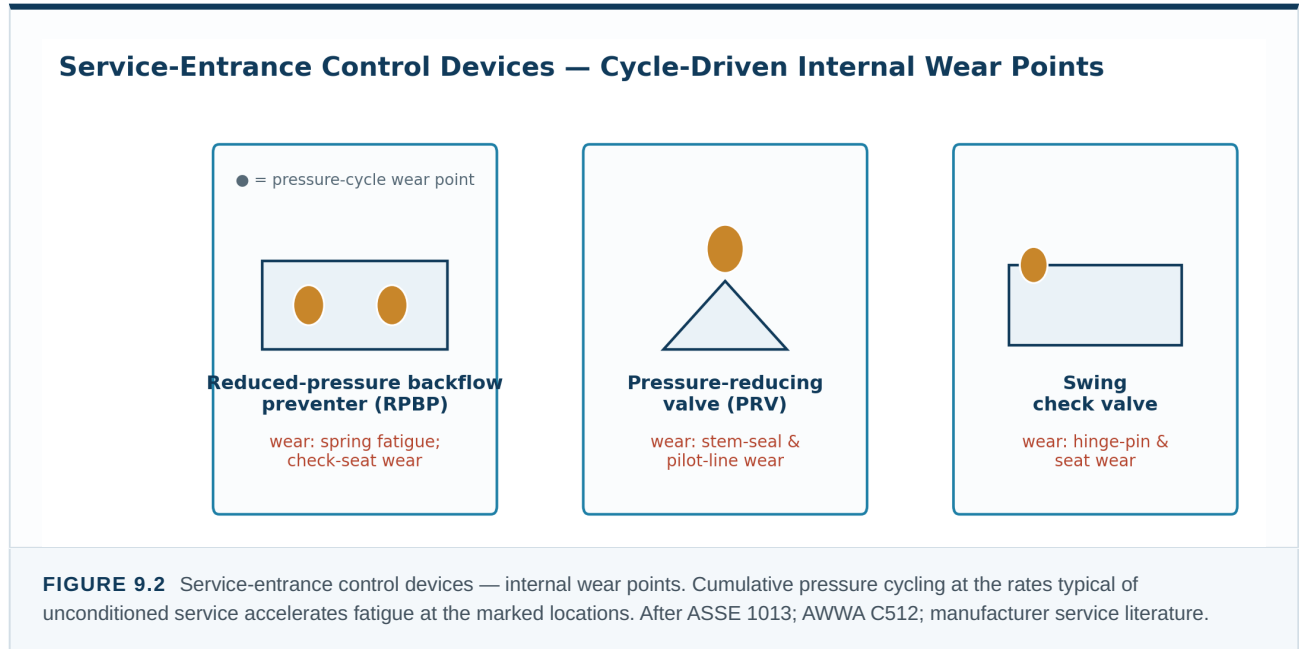 Service-Entrance Control Devices — Cycle-Driven Internal Wear Points
● = pressure-cycle wear point
Reduced-pressure backflow
preventer (RPBP)
wear: spring fatigue;
check-seat wear
Pressure-reducing
valve (PRV)
wear: stem-seal &
pilot-line wear
Swing
check valve
wear: hinge-pin &
seat wear
FIGURE 9.2 Service-entrance control devices — internal wear points. Cumulative pressure cycling at the rates typical of
unconditioned service accelerates fatigue at the marked locations. After ASSE 1013; AWWA C512; manufacturer service literature.